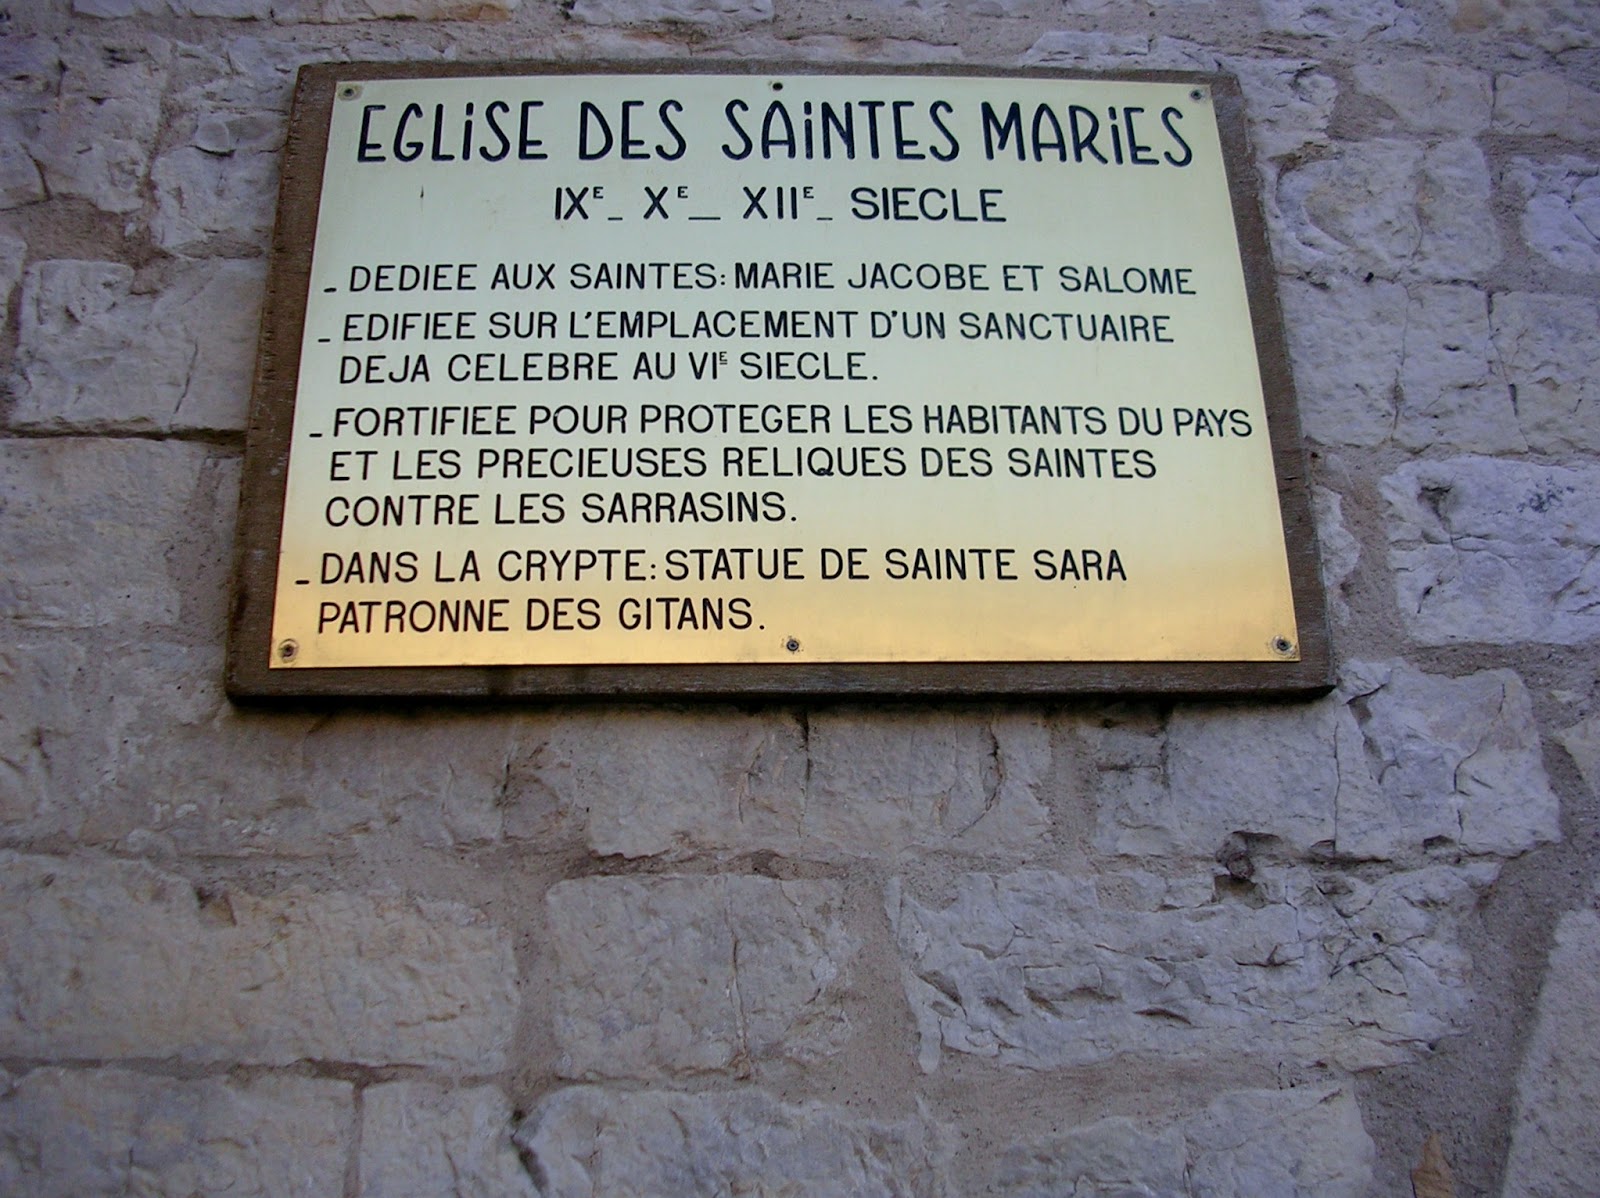 EGLiSE DES SAiNTES MARiES
IXE_ XE_ XIIE_ SIECLE
_ DEDIEE AUX SAINTES: MARIE JACOBE ET SALOME
_ EDIFIEE SUR L'EMPLACEMENT D'UN SANCTUAIRE
DEJA CELEBRE AU VIE SIECLE.
_ FORTIFIEE POUR PROTEGER LES HABITANTS DU PAYS
ET LES PRECIEUSES RELIQUES DES SAINTES
CONTRE LES SARRASINS.
_ DANS LA CRYPTE: STATUE DE SAINTE SARA
PATRONNE DES GITANS.